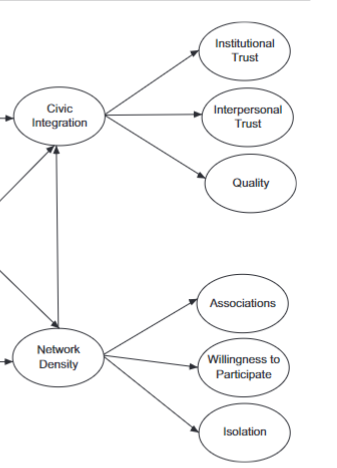 Institutional
Trust
Civic
Integration
Interpersonal
Trust
Quality
Associations
Network
Density
Willingness to
Participate
Isolation